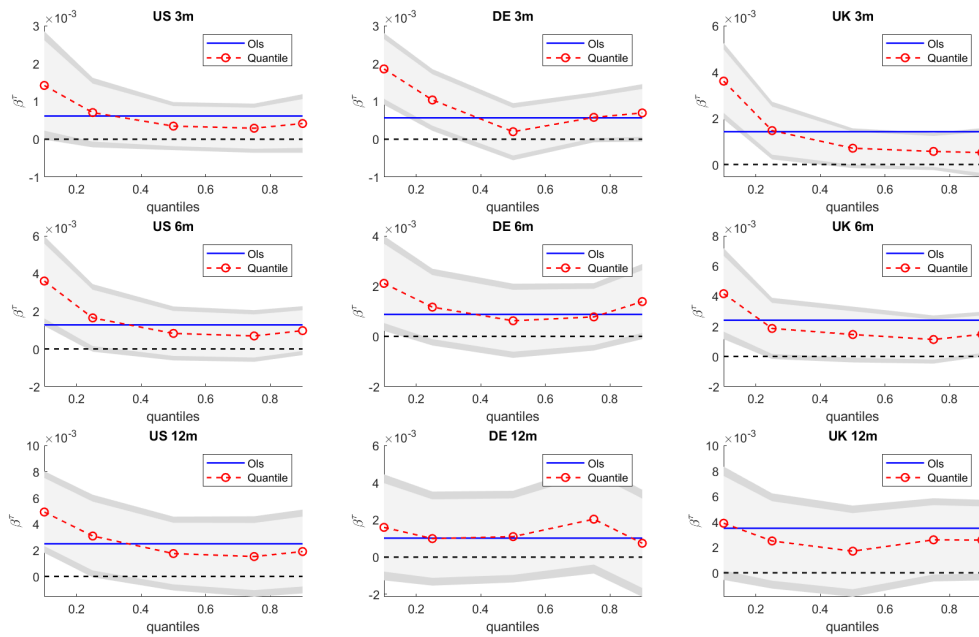 US 3m
×10⁻³
3
2
1
0
-1
βτ
Ols
Quantile
0.2 0.4 0.6 0.8
quantiles
DE 3m
×10⁻³
3
2
1
0
-1
βτ
Ols
Quantile
0.2 0.4 0.6 0.8
quantiles
UK 3m
×10⁻³
6
4
2
0
βτ
Ols
Quantile
0.2 0.4 0.6 0.8
quantiles
US 6m
×10⁻³
6
4
2
0
-2
βτ
Ols
Quantile
0.2 0.4 0.6 0.8
quantiles
DE 6m
×10⁻³
4
2
0
-2
βτ
Ols
Quantile
0.2 0.4 0.6 0.8
quantiles
UK 6m
×10⁻³
8
6
4
2
0
-2
βτ
Ols
Quantile
0.2 0.4 0.6 0.8
quantiles
US 12m
×10⁻³
10
8
6
4
2
0
βτ
Ols
Quantile
0.2 0.4 0.6 0.8
quantiles
DE 12m
×10⁻³
6
4
2
0
-2
βτ
Ols
Quantile
0.2 0.4 0.6 0.8
quantiles
UK 12m
×10⁻³
10
8
6
4
2
0
βτ
Ols
Quantile
0.2 0.4 0.6 0.8
quantiles